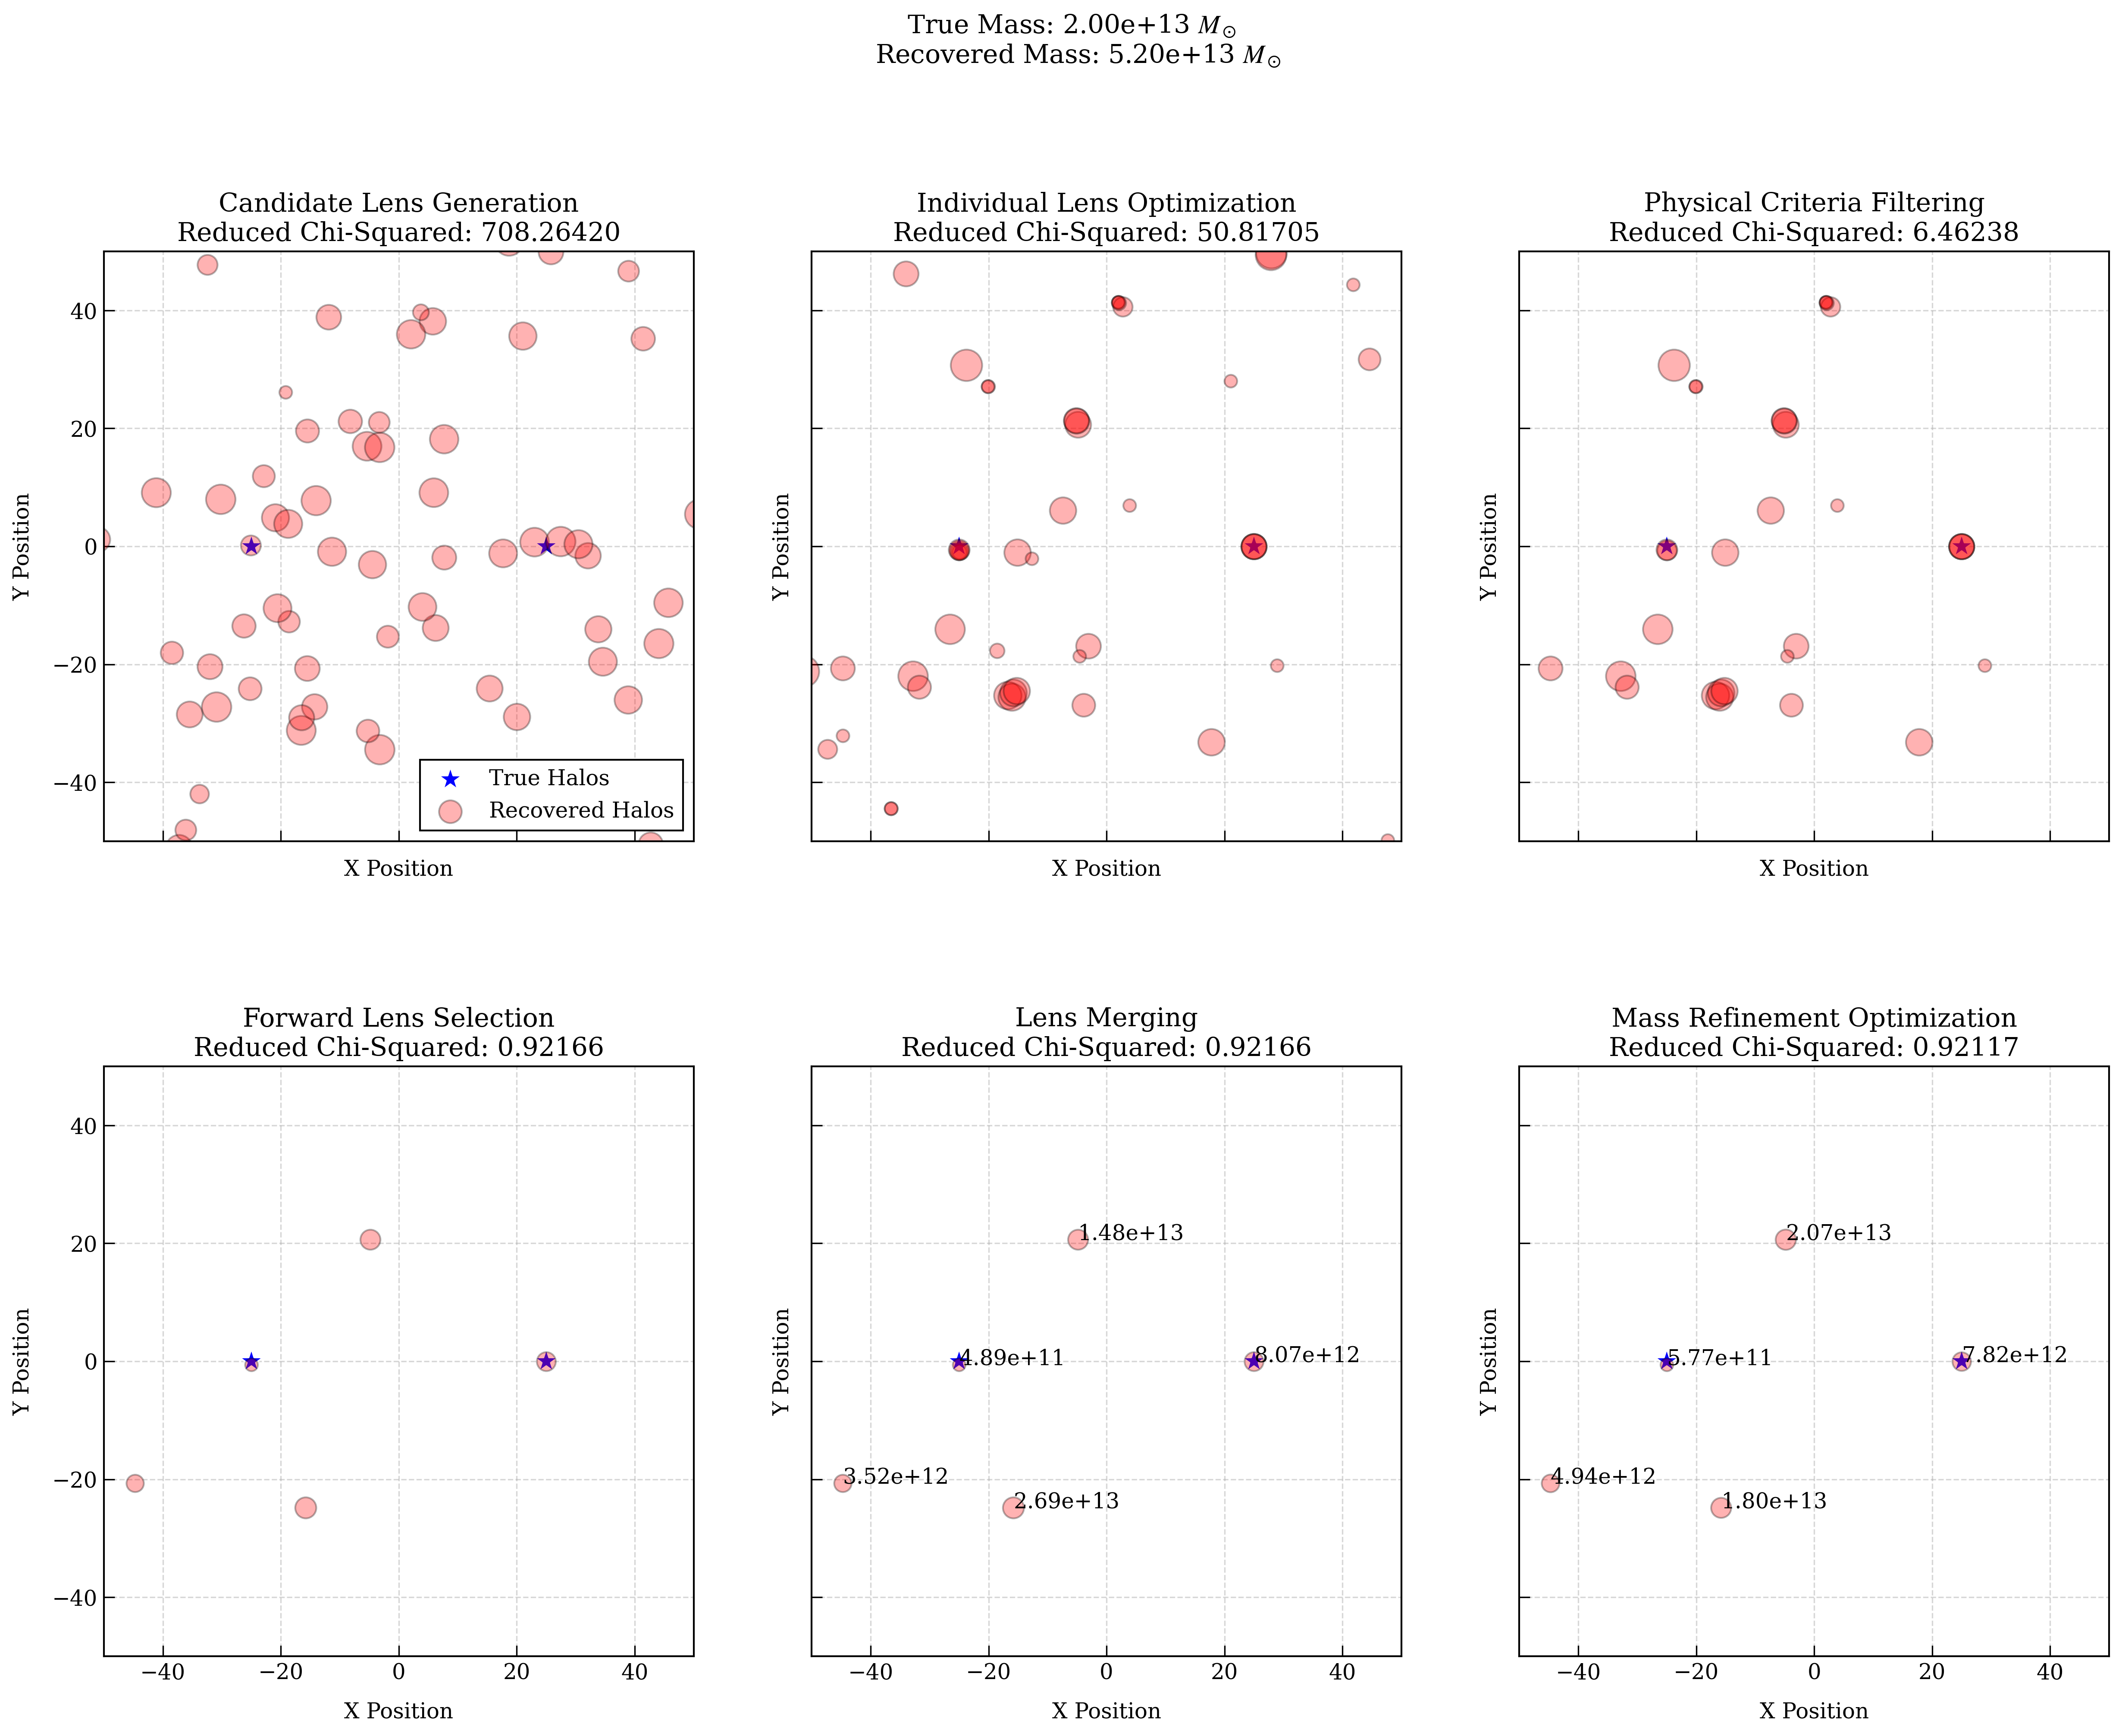 True Mass: 2.00e+13 M☉
Recovered Mass: 5.20e+13 M☉
Candidate Lens Generation
Reduced Chi-Squared: 708.26420
Y Position
40
20
0
−20
−40
True Halos
Recovered Halos
X Position
Individual Lens Optimization
Reduced Chi-Squared: 50.81705
Y Position
X Position
Physical Criteria Filtering
Reduced Chi-Squared: 6.46238
Y Position
X Position
Forward Lens Selection
Reduced Chi-Squared: 0.92166
Y Position
40
20
0
−20
−40
−40 −20 0 20 40
X Position
Lens Merging
Reduced Chi-Squared: 0.92166
Y Position
1.48e+13
4.89e+11
8.07e+12
3.52e+12
2.69e+13
−40 −20 0 20 40
X Position
Mass Refinement Optimization
Reduced Chi-Squared: 0.92117
Y Position
2.07e+13
5.77e+11
7.82e+12
4.94e+12
1.80e+13
−40 −20 0 20 40
X Position